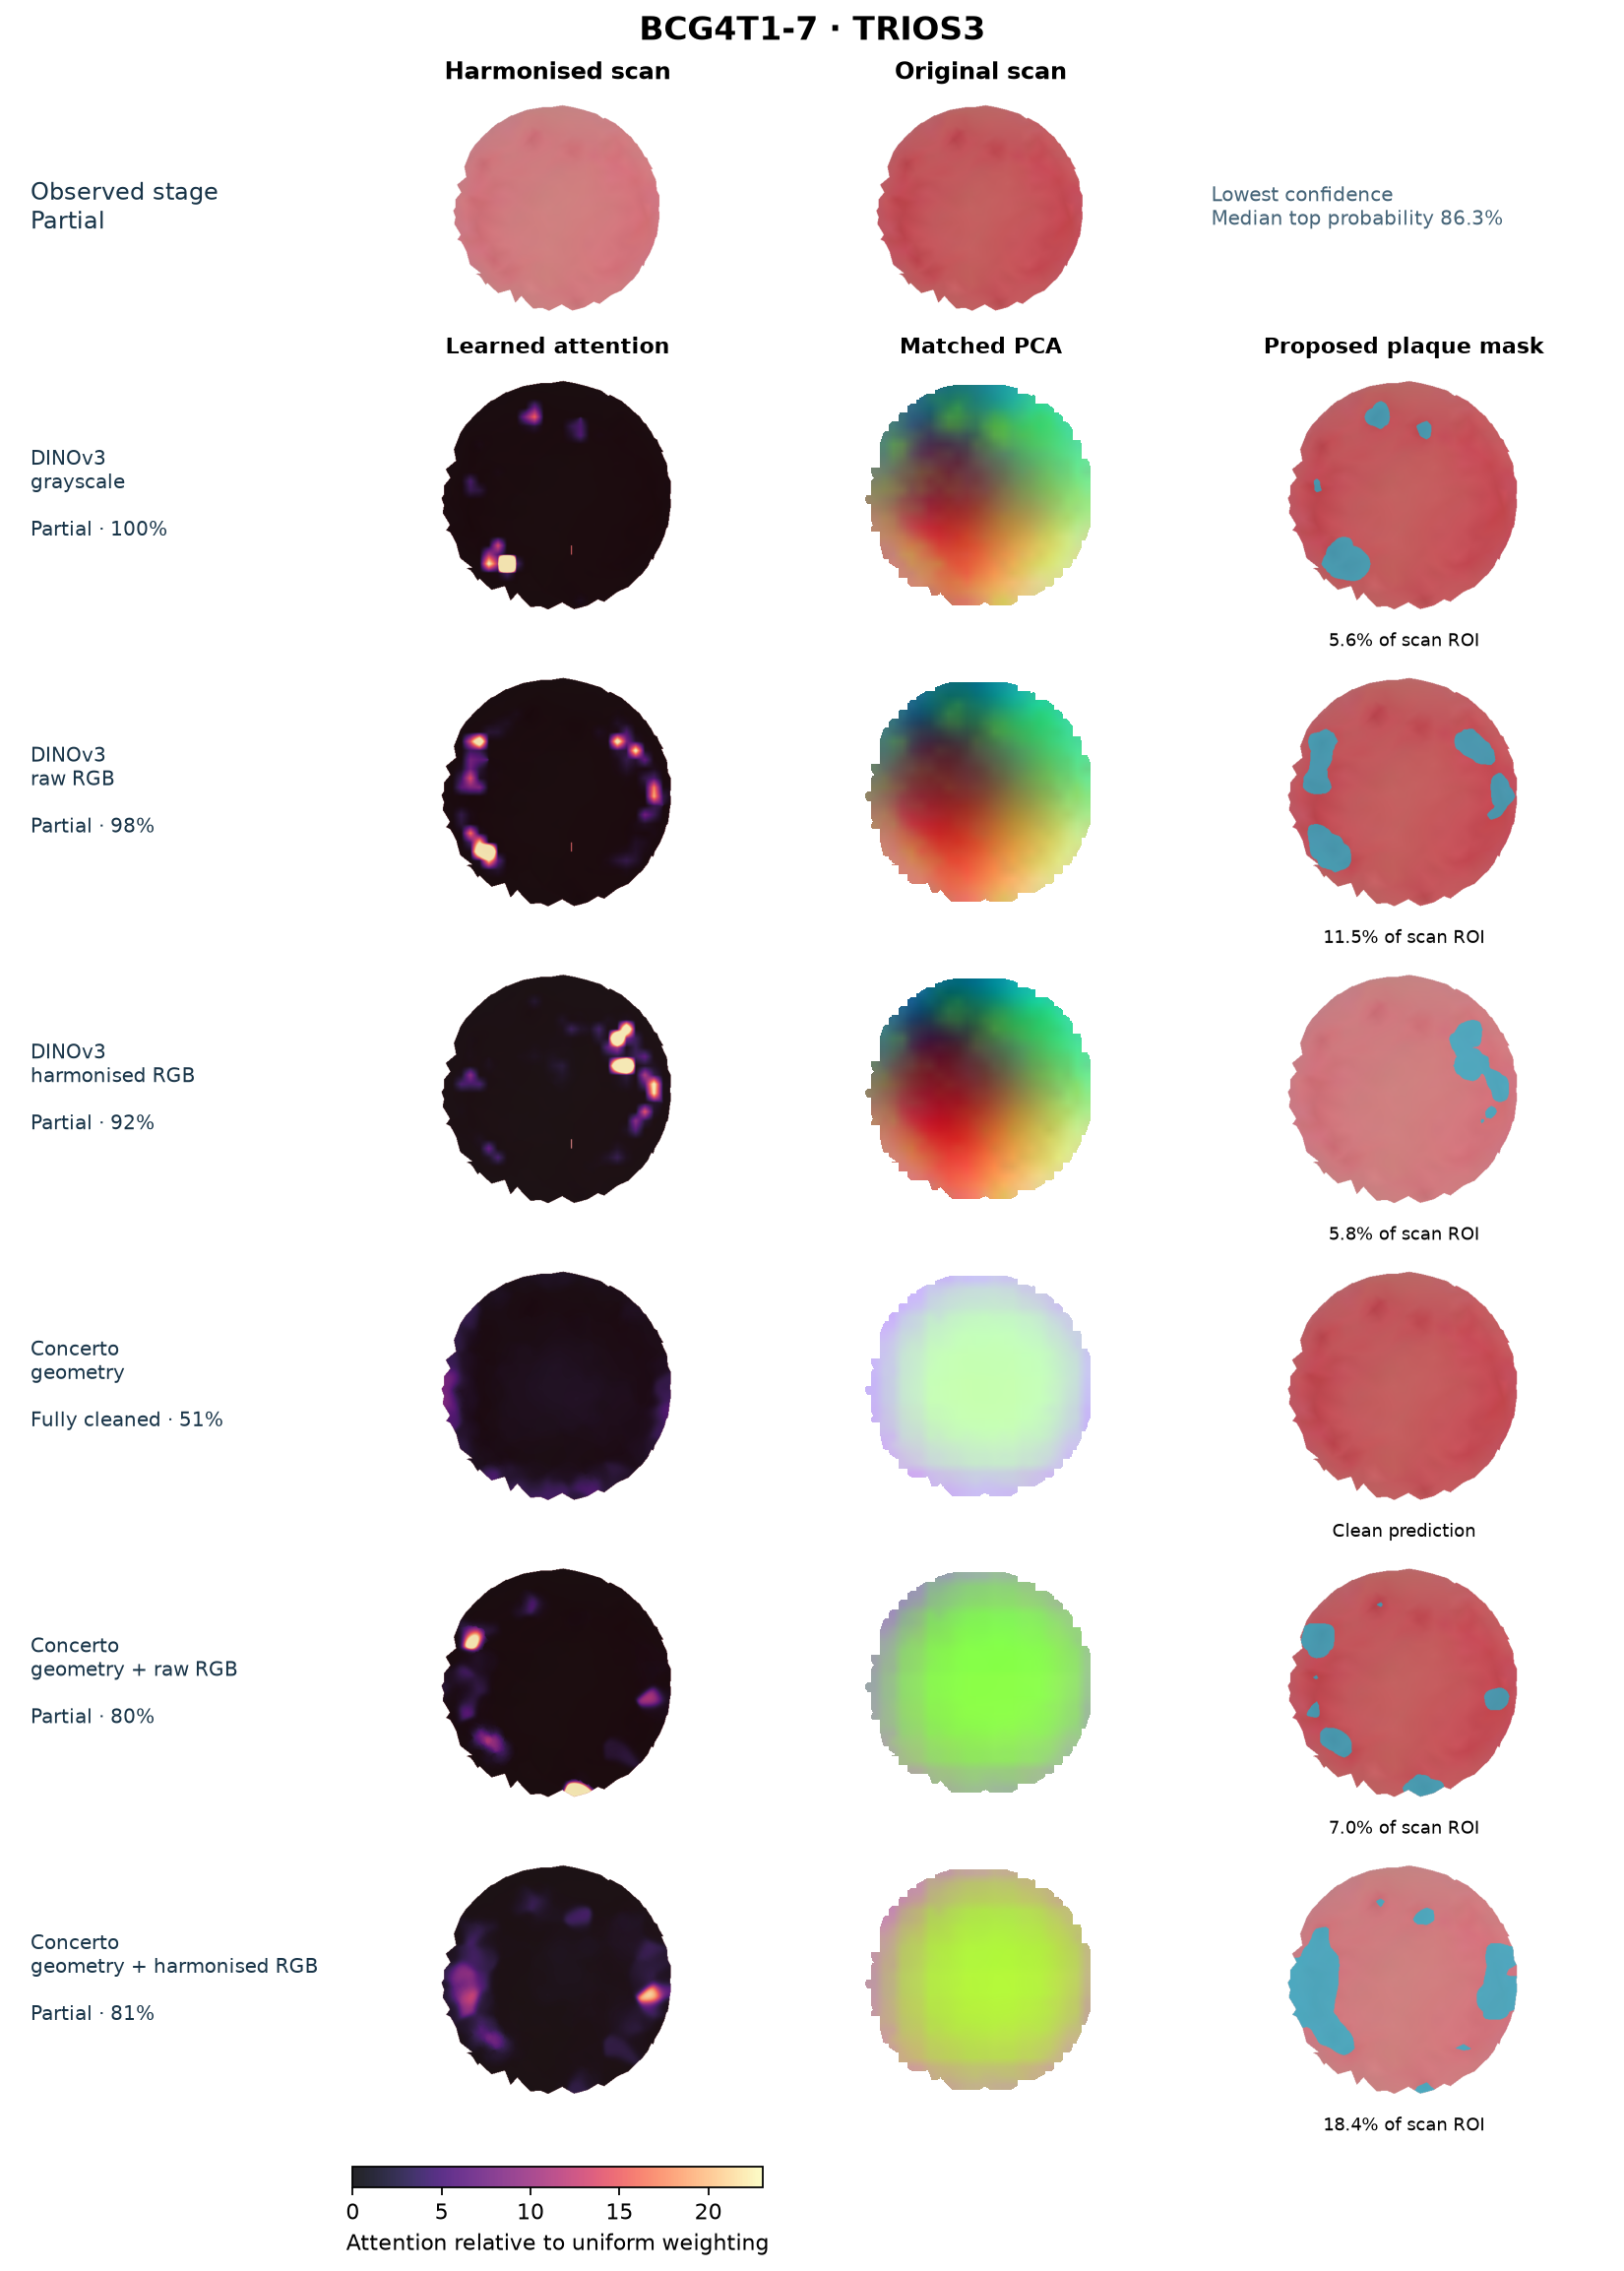 BCG4T1-7 · TRIOS3
Harmonised scan
Original scan
Observed stage
Partial
Lowest confidence
Median top probability 86.3%
Learned attention
Matched PCA
Proposed plaque mask
DINOv3
grayscale
Partial · 100%
5.6% of scan ROI
DINOv3
raw RGB
Partial · 98%
11.5% of scan ROI
DINOv3
harmonised RGB
Partial · 92%
5.8% of scan ROI
Concerto
geometry
Fully cleaned · 51%
Clean prediction
Concerto
geometry + raw RGB
Partial · 80%
7.0% of scan ROI
Concerto
geometry + harmonised RGB
Partial · 81%
18.4% of scan ROI
0 5 10 15 20
Attention relative to uniform weighting